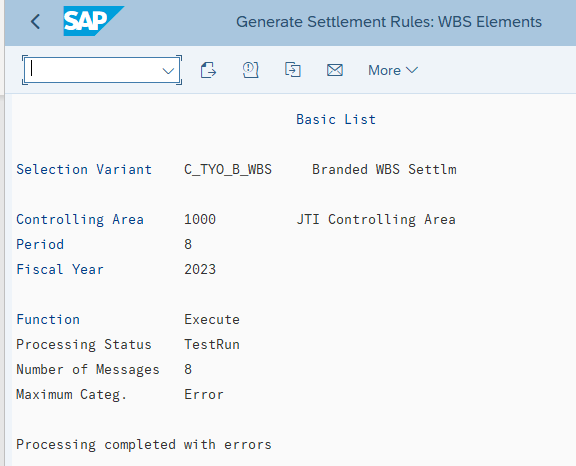 SAP
Generate Settlement Rules: WBS Elements
More
Basic List
Selection Variant C_TYO_B_WBS Branded WBS Settlm
Controlling Area 1000 JTI Controlling Area
Period 8
Fiscal Year 2023
Function Execute
Processing Status TestRun
Number of Messages 8
Maximum Categ. Error
Processing completed with errors